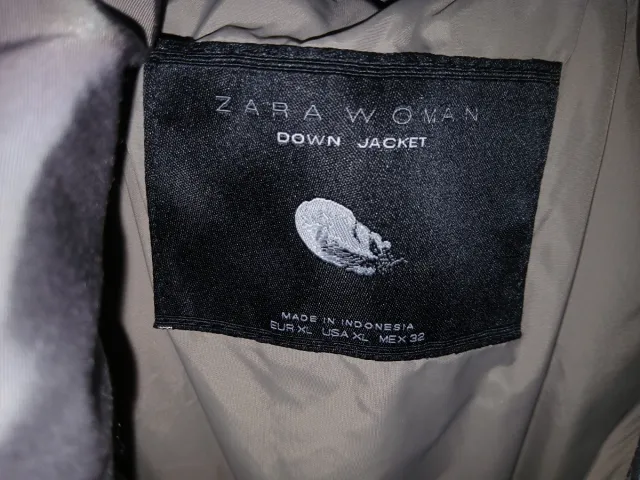 ZARA WOMAN
DOWN JACKET
MADE IN INDONESIA
EUR XL USA XL MEX 32